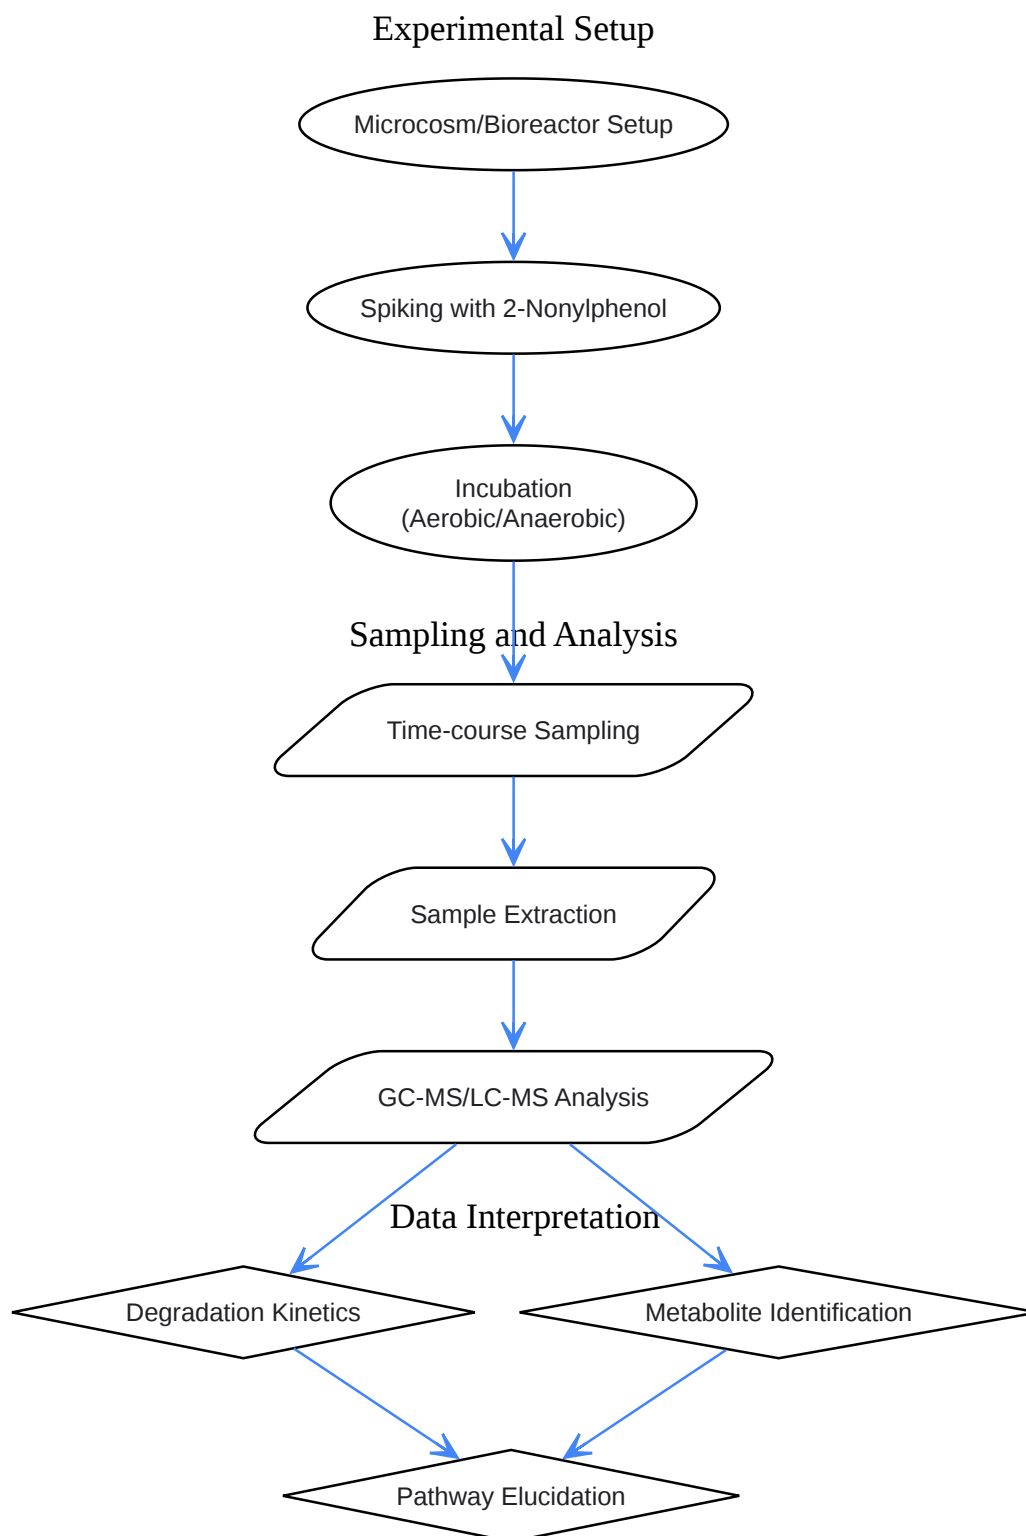 Experimental Setup
Microcosm/Bioreactor Setup
Spiking with 2-Nonylphenol
Incubation
(Aerobic/Anaerobic)
Sampling and Analysis
Time-course Sampling
Sample Extraction
GC-MS/LC-MS Analysis
Data Interpretation
Degradation Kinetics
Metabolite Identification
Pathway Elucidation